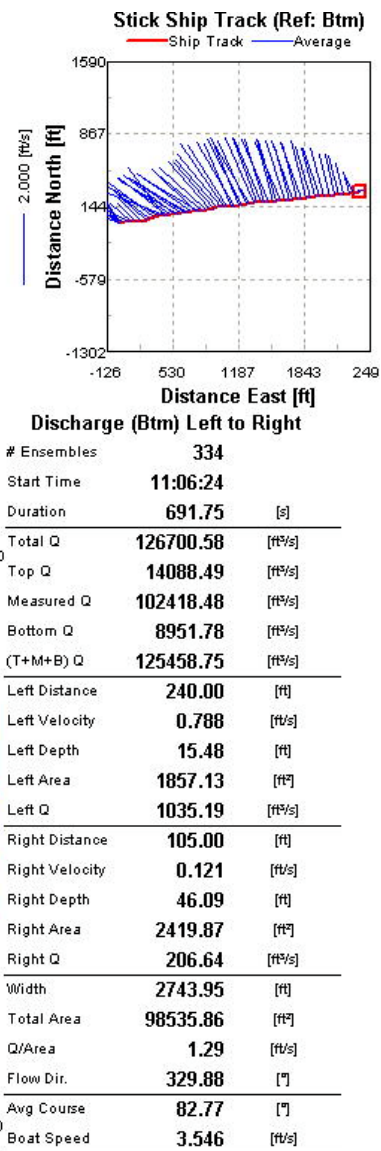 Stick Ship Track (Ref: Btm)
Ship Track Average
1590
867
144
-579
-1302
2.000 [ft/s]
Distance North [ft]
-126 530 1187 1843 249
Distance East [ft]
Discharge (Btm) Left to Right
# Ensembles 334
Start Time 11:06:24
Duration 691.75 [s]
Total Q 126700.58 [ft³/s]
Top Q 14088.49 [ft³/s]
Measured Q 102418.48 [ft³/s]
Bottom Q 8951.78 [ft³/s]
(T+M+B) Q 125458.75 [ft³/s]
Left Distance 240.00 [ft]
Left Velocity 0.788 [ft/s]
Left Depth 15.48 [ft]
Left Area 1857.13 [ft²]
Left Q 1035.19 [ft³/s]
Right Distance 105.00 [ft]
Right Velocity 0.121 [ft/s]
Right Depth 46.09 [ft]
Right Area 2419.87 [ft²]
Right Q 206.64 [ft³/s]
Width 2743.95 [ft]
Total Area 98535.86 [ft²]
Q/Area 1.29 [ft/s]
Flow Dir. 329.88 [°]
Avg Course 82.77 [°]
Boat Speed 3.546 [ft/s]